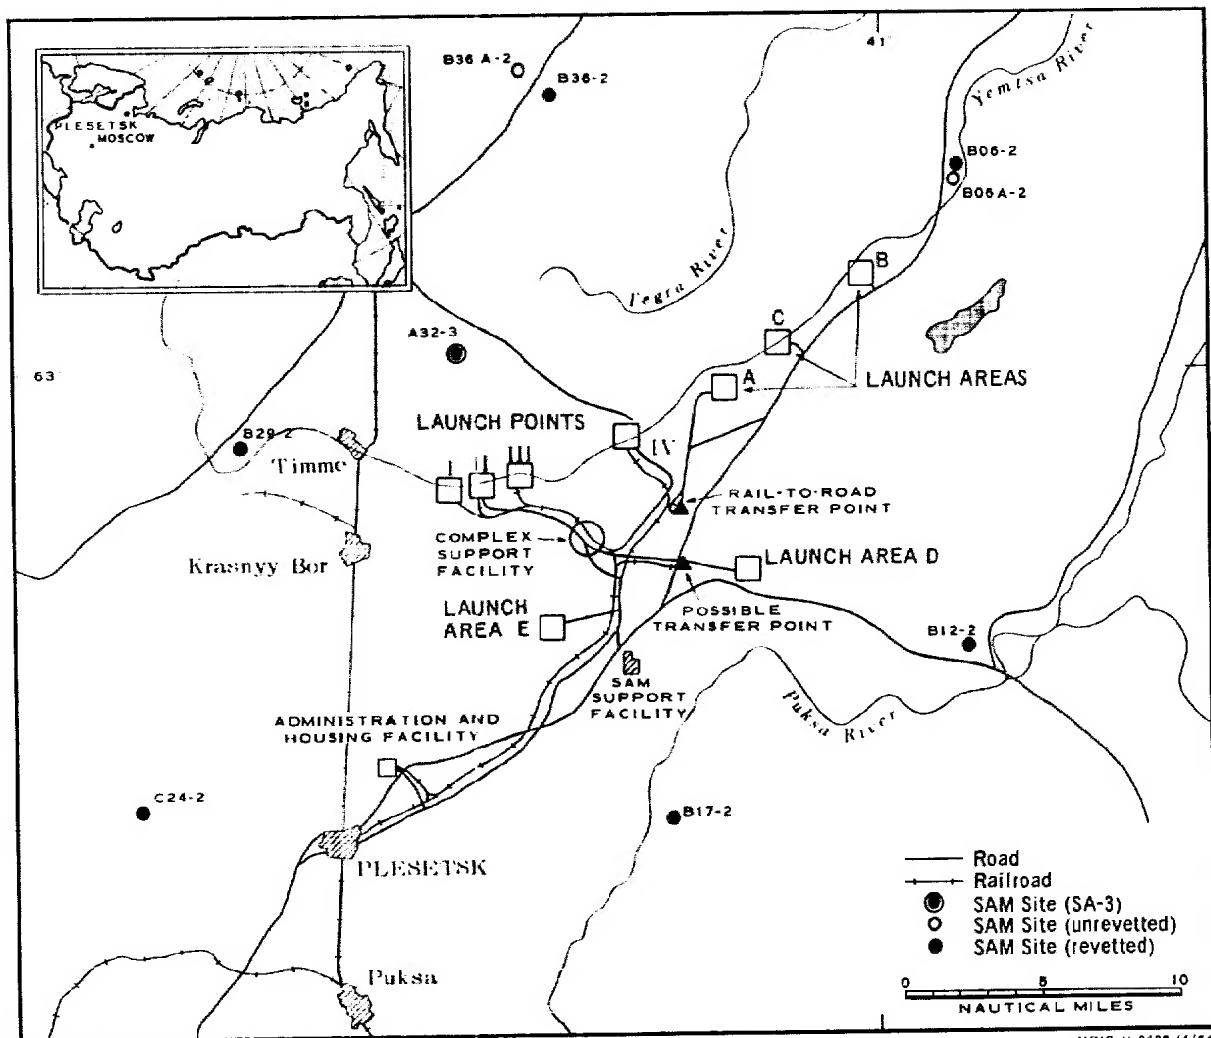 41
B36 A-2
B36-2
Yemtsa River
PLESETSK
MOSCOW
B06-2
B06A-2
Tegra River
B
C
A32-3
63
A
LAUNCH AREAS
LAUNCH POINTS
IV
B29-2
Timme
I
II
III
RAIL-TO-ROAD
TRANSFER POINT
COMPLEX
SUPPORT
FACILITY
Krasnyy Bor
LAUNCH AREA D
LAUNCH
AREA E
POSSIBLE
TRANSFER POINT
B12-2
SAM
SUPPORT
FACILITY
Puksa River
ADMINISTRATION AND
HOUSING FACILITY
C24-2
B17-2
PLESETSK
Puksa
Road
Railroad
SAM Site (SA-3)
SAM Site (unrevetted)
SAM Site (revetted)
0 5 10
NAUTICAL MILES